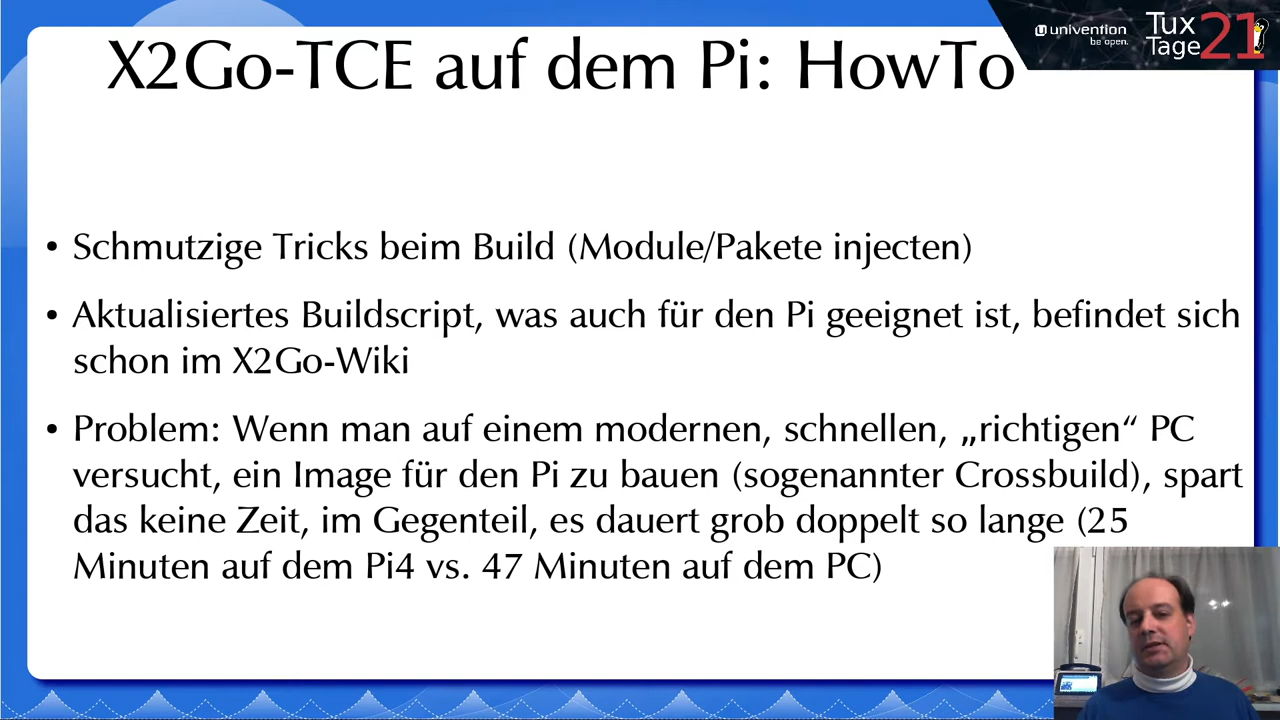 univention
be open.
Tux
Tage
21
X2Go-TCE auf dem Pi: HowTo
• Schmutzige Tricks beim Build (Module/Pakete injecten)
• Aktualisiertes Buildscript, was auch für den Pi geeignet ist, befindet sich
schon im X2Go-Wiki
• Problem: Wenn man auf einem modernen, schnellen, „richtigen“ PC
versucht, ein Image für den Pi zu bauen (sogenannter Crossbuild), spart
das keine Zeit, im Gegenteil, es dauert grob doppelt so lange (25
Minuten auf dem Pi4 vs. 47 Minuten auf dem PC)